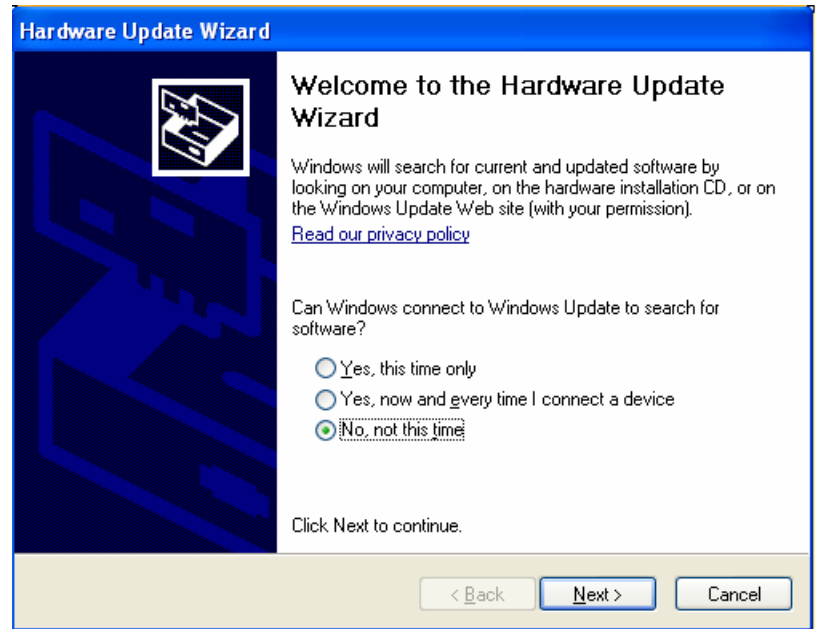 Hardware Update Wizard
Welcome to the Hardware Update
Wizard
Windows will search for current and updated software by
looking on your computer, on the hardware installation CD, or on
the Windows Update Web site (with your permission).
Read our privacy policy
Can Windows connect to Windows Update to search for
software?
Yes, this time only
Yes, now and every time I connect a device
No, not this time
Click Next to continue.
< Back
Next >
Cancel